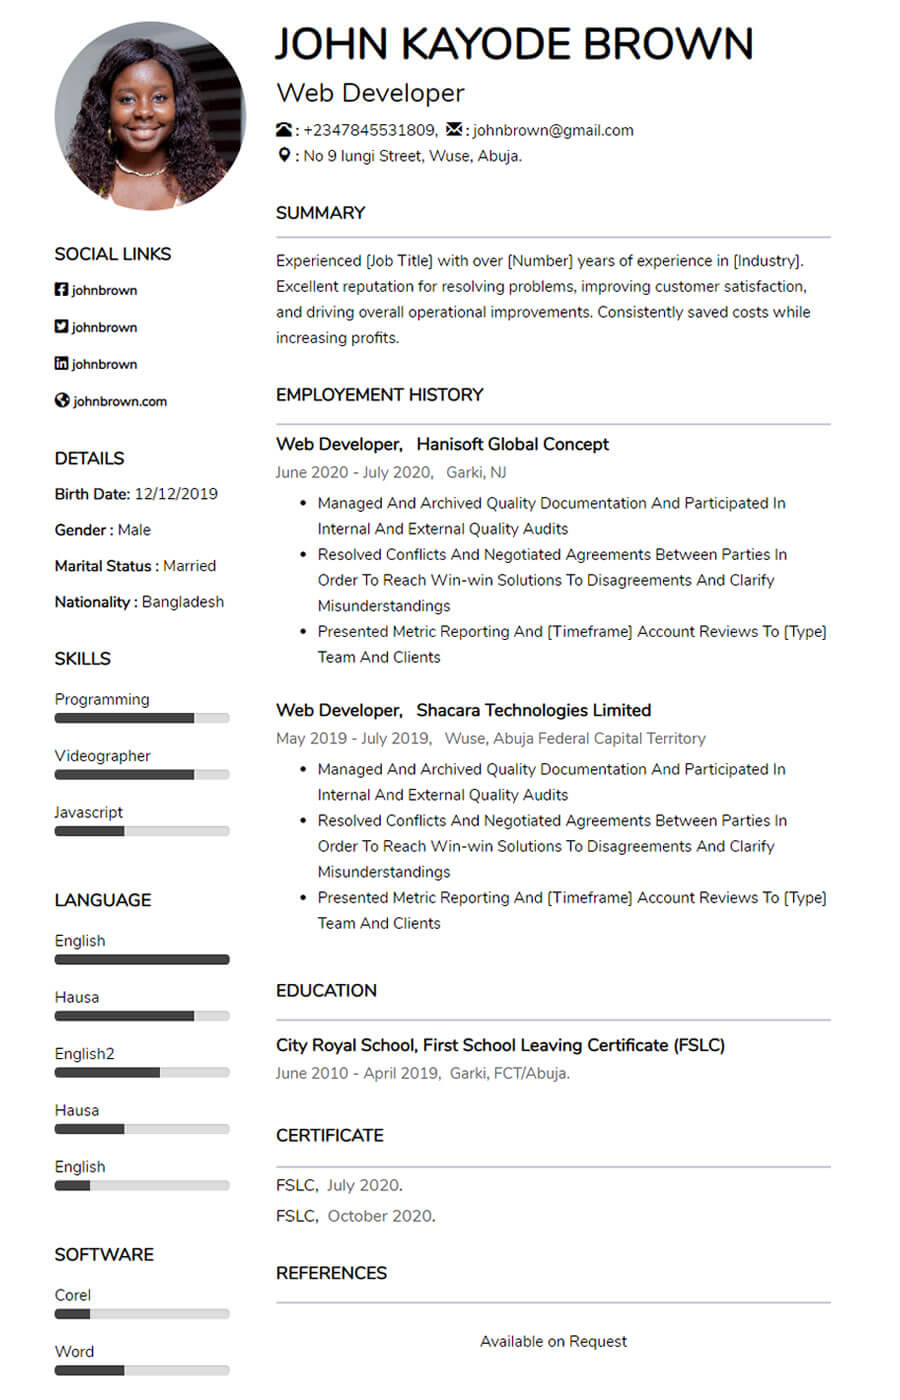 JOHN KAYODE BROWN
Web Developer
: +2347845531809, : johnbrown@gmail.com
: No 9 Iungi Street, Wuse, Abuja.
SOCIAL LINKS
johnbrown
johnbrown
johnbrown
johnbrown.com
DETAILS
Birth Date: 12/12/2019
Gender : Male
Marital Status : Married
Nationality : Bangladesh
SKILLS
Programming
Videographer
Javascript
LANGUAGE
English
Hausa
English2
Hausa
English
SOFTWARE
Corel
Word
SUMMARY
Experienced [Job Title] with over [Number] years of experience in [Industry].
Excellent reputation for resolving problems, improving customer satisfaction,
and driving overall operational improvements. Consistently saved costs while
increasing profits.
EMPLOYEMENT HISTORY
Web Developer, Hanisoft Global Concept
June 2020 - July 2020, Garki, NJ
• Managed And Archived Quality Documentation And Participated In
Internal And External Quality Audits
• Resolved Conflicts And Negotiated Agreements Between Parties In
Order To Reach Win-win Solutions To Disagreements And Clarify
Misunderstandings
• Presented Metric Reporting And [Timeframe] Account Reviews To [Type]
Team And Clients
Web Developer, Shacara Technologies Limited
May 2019 - July 2019, Wuse, Abuja Federal Capital Territory
• Managed And Archived Quality Documentation And Participated In
Internal And External Quality Audits
• Resolved Conflicts And Negotiated Agreements Between Parties In
Order To Reach Win-win Solutions To Disagreements And Clarify
Misunderstandings
• Presented Metric Reporting And [Timeframe] Account Reviews To [Type]
Team And Clients
EDUCATION
City Royal School, First School Leaving Certificate (FSLC)
June 2010 - April 2019, Garki, FCT/Abuja.
CERTIFICATE
FSLC, July 2020.
FSLC, October 2020.
REFERENCES
Available on Request